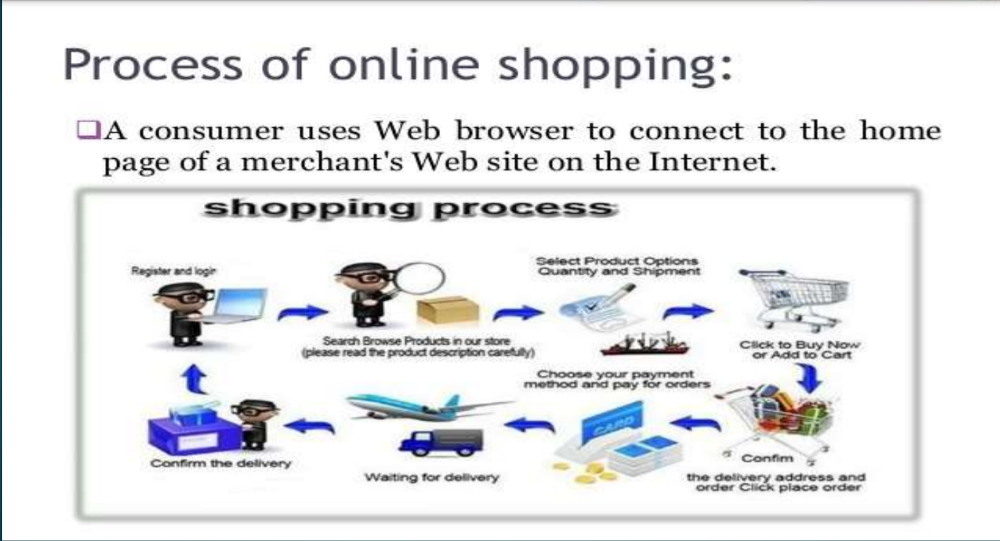 Process of online shopping:
A consumer uses Web browser to connect to the home
page of a merchant's Web site on the Internet.
shopping process
Register and login
Search Browse Products in our store
(please read the product description carefully)
Select Product Options
Quantity and Shipment
Click to Buy Now
or Add to Cart
Confim
the delivery address and
order Click place order
Choose your payment
method and pay for orders
CARD
Waiting for delivery
Confirm the delivery